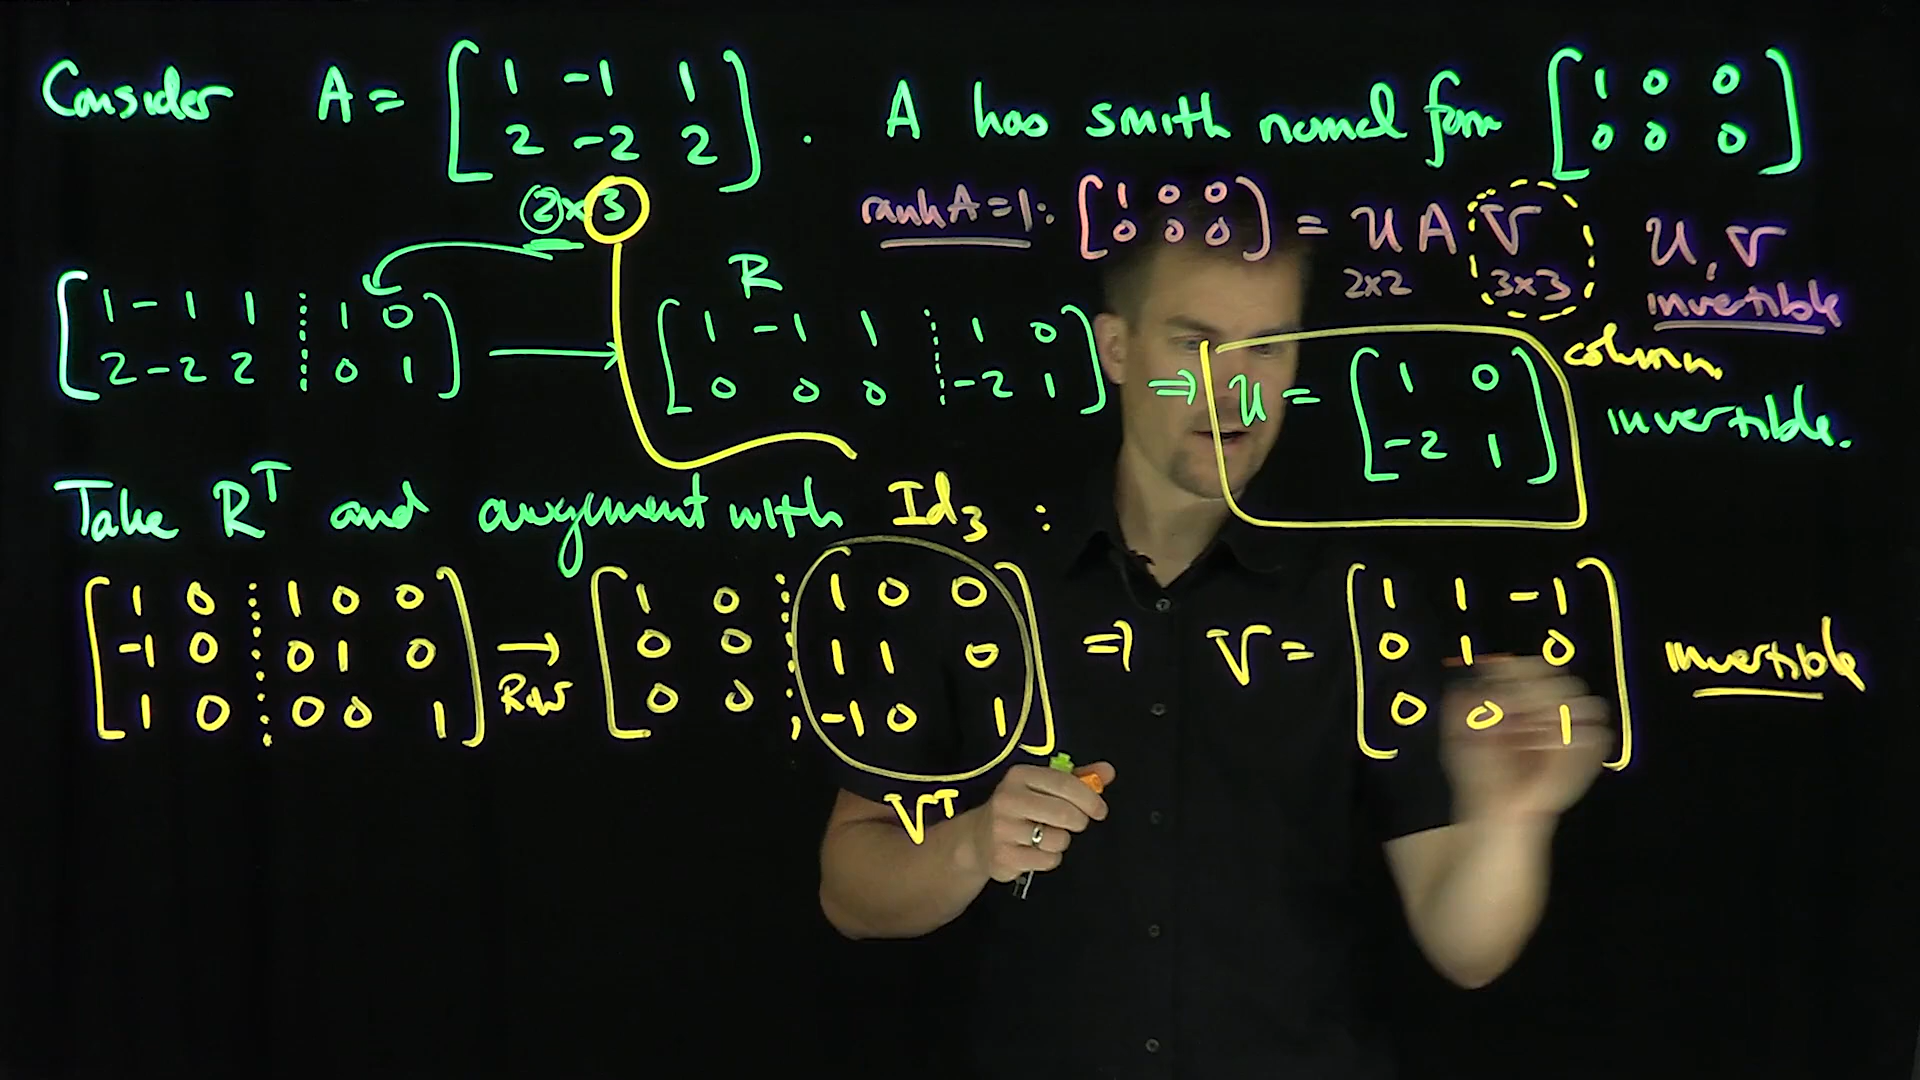 Consider A = [ 1 -1 1 ; 2 -2 2 ] . A has smith normal form [ 1 0 0 ; 0 0 0 ]
2×3
rank A = 1: [ 1 0 0 ; 0 0 0 ] = U A V U, V
2×2 3×3 invertible
[ 1 -1 1 ⋮ 1 0 ; 2 -2 2 ⋮ 0 1 ] → R [ 1 -1 1 ⋮ 1 0 ; 0 0 0 ⋮ -2 1 ] ⇒ U = [ 1 0 ; -2 1 ] column invertible.
Take Rᵀ and augment with Id₃ :
[ 1 0 ⋮ 1 0 0 ; -1 0 ⋮ 0 1 0 ; 1 0 ⋮ 0 0 1 ] → Row [ 1 0 ⋮ 1 0 0 ; 0 0 ⋮ 1 1 0 ; 0 0 ⋮ -1 0 1 ] ⇒ V = [ 1 1 -1 ; 0 1 0 ; 0 0 1 ] invertible
Vᵀ